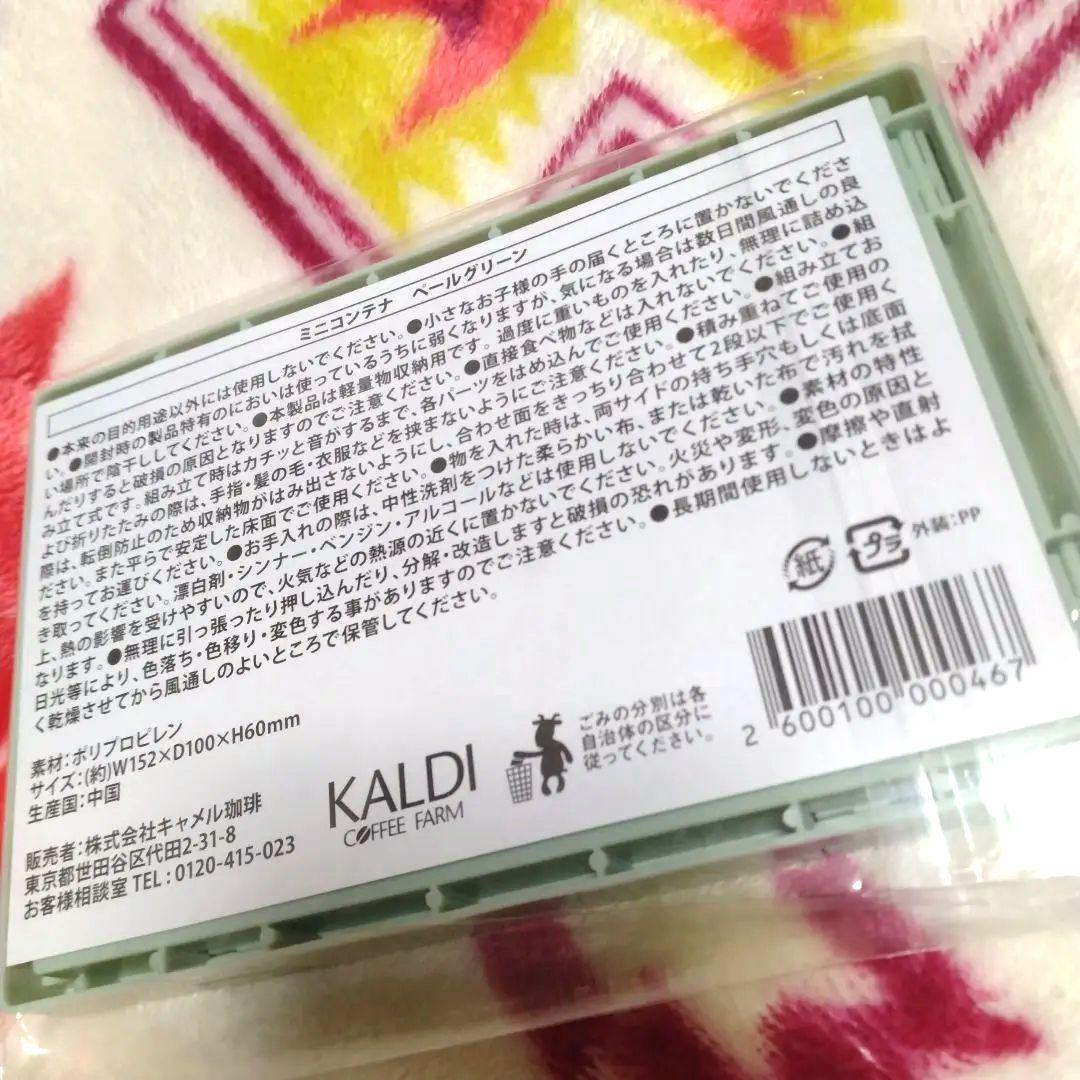 ミニコンテナ ペールグリーン
●本来の目的用途以外には使用しないでください。●小さなお子様の手の届くところに置かないでくださ
い。●開封時の製品特有のにおいは使っているうちに弱くなりますが、気になる場合は数日間風通しの良
い場所で陰干ししてください。●本製品は軽量物収納用です。過度に重いものを入れたり、無理に詰め込
んだりすると破損の原因となりますのでご注意ください。●直接食べ物などは入れないでください。●組
み立て式です。組み立て時はカチッと音がするまで、各パーツをはめ込んでご使用ください。●組み立てお
よび折りたたみの際は、手指・髪の毛・衣服などを挟まないようにご注意ください。●積み重ねてご使用の
際は、転倒防止のため収納物がはみ出さないようにし、合わせ面をきっちり合わせて2段以下でご使用く
ださい。また平らで安定した床面でご使用ください。●物を入れた時は、両サイドの持ち手穴もしくは底面
を持ってお運びください。●お手入れの際は、中性洗剤をつけた柔らかい布、または乾いた布で汚れを拭
き取ってください。漂白剤・シンナー・ベンジン・アルコールなどは使用しないでください。●素材の特性
上、熱の影響を受けやすいので、火気などの熱源の近くに置かないでください。火災や変形・変色の原因と
なります。●無理に引っ張ったり押し込んだり、分解・改造しますと破損の恐れがあります。●摩擦や直射
日光等により、色落ち・色移り・変色する事がありますのでご注意ください。●長期間使用しないときはよ
く乾燥させてから風通しのよいところで保管してください。
素材:ポリプロピレン
サイズ:(約)W152×D100×H60mm
生産国:中国
販売者:株式会社キャメル珈琲
東京都世田谷区代田2-31-8
お客様相談室 TEL:0120-415-023
KALDI
COFFEE FARM
ごみの分別は各
自治体の区分に
従ってください。
紙
プラ
外装:PP
2 600100 000467